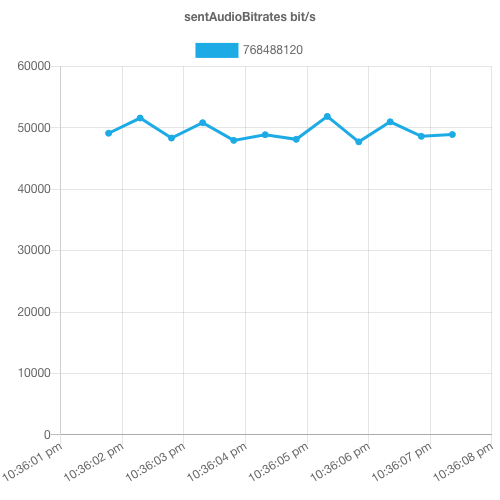 sentAudioBitrates bit/s
768488120
60000
50000
40000
30000
20000
10000
0
10:36:01 pm
10:36:02 pm
10:36:03 pm
10:36:04 pm
10:36:05 pm
10:36:06 pm
10:36:07 pm
10:36:08 pm